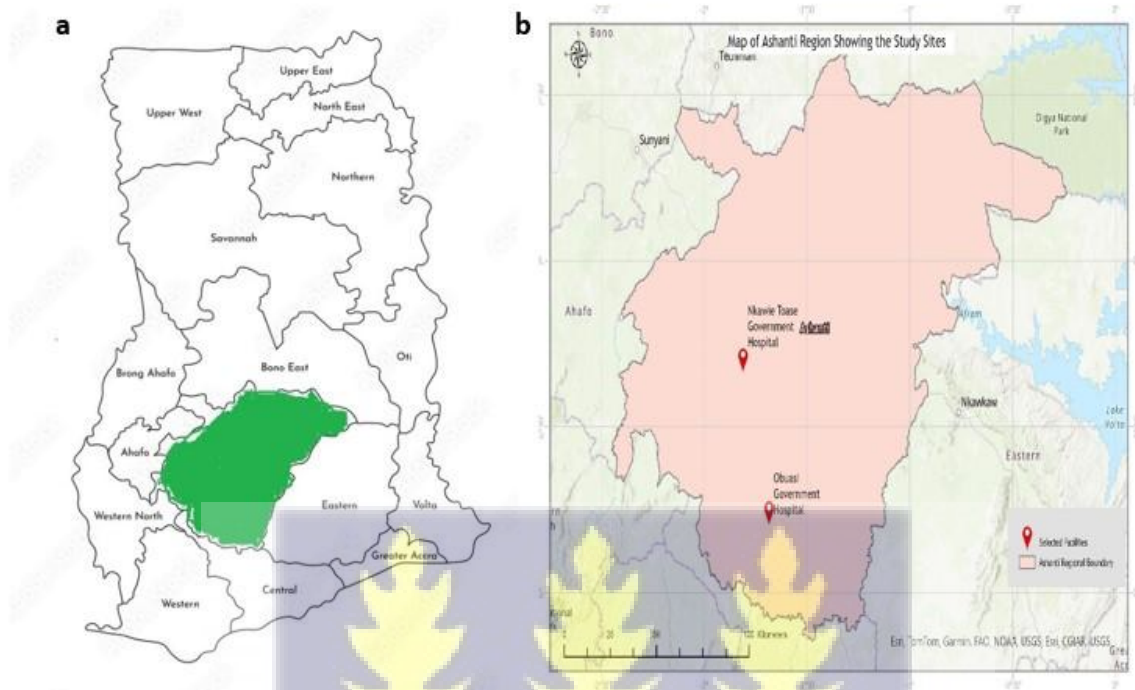 a
Upper East
North East
Upper West
Northern
Savannah
Bono East
Oti
Brong Ahafo
Ahafo
Western North
Eastern
Volta
Greater Accra
Central
Western
b
Bono
Map of Ashanti Region Showing the Study Sites
Digya National
Park
Sunyani
Ahafo
Nkawie Toase
Government
Hospital
Afram
Nkawkaw
Lake
Volta
Eastern
Obuasi
Government
Hospital
Selected Facilities
Ashanti Regional Boundary
Esri, TomTom, Garmin, FAO, NOAA, USGS, Esri, CGIAR, USGS